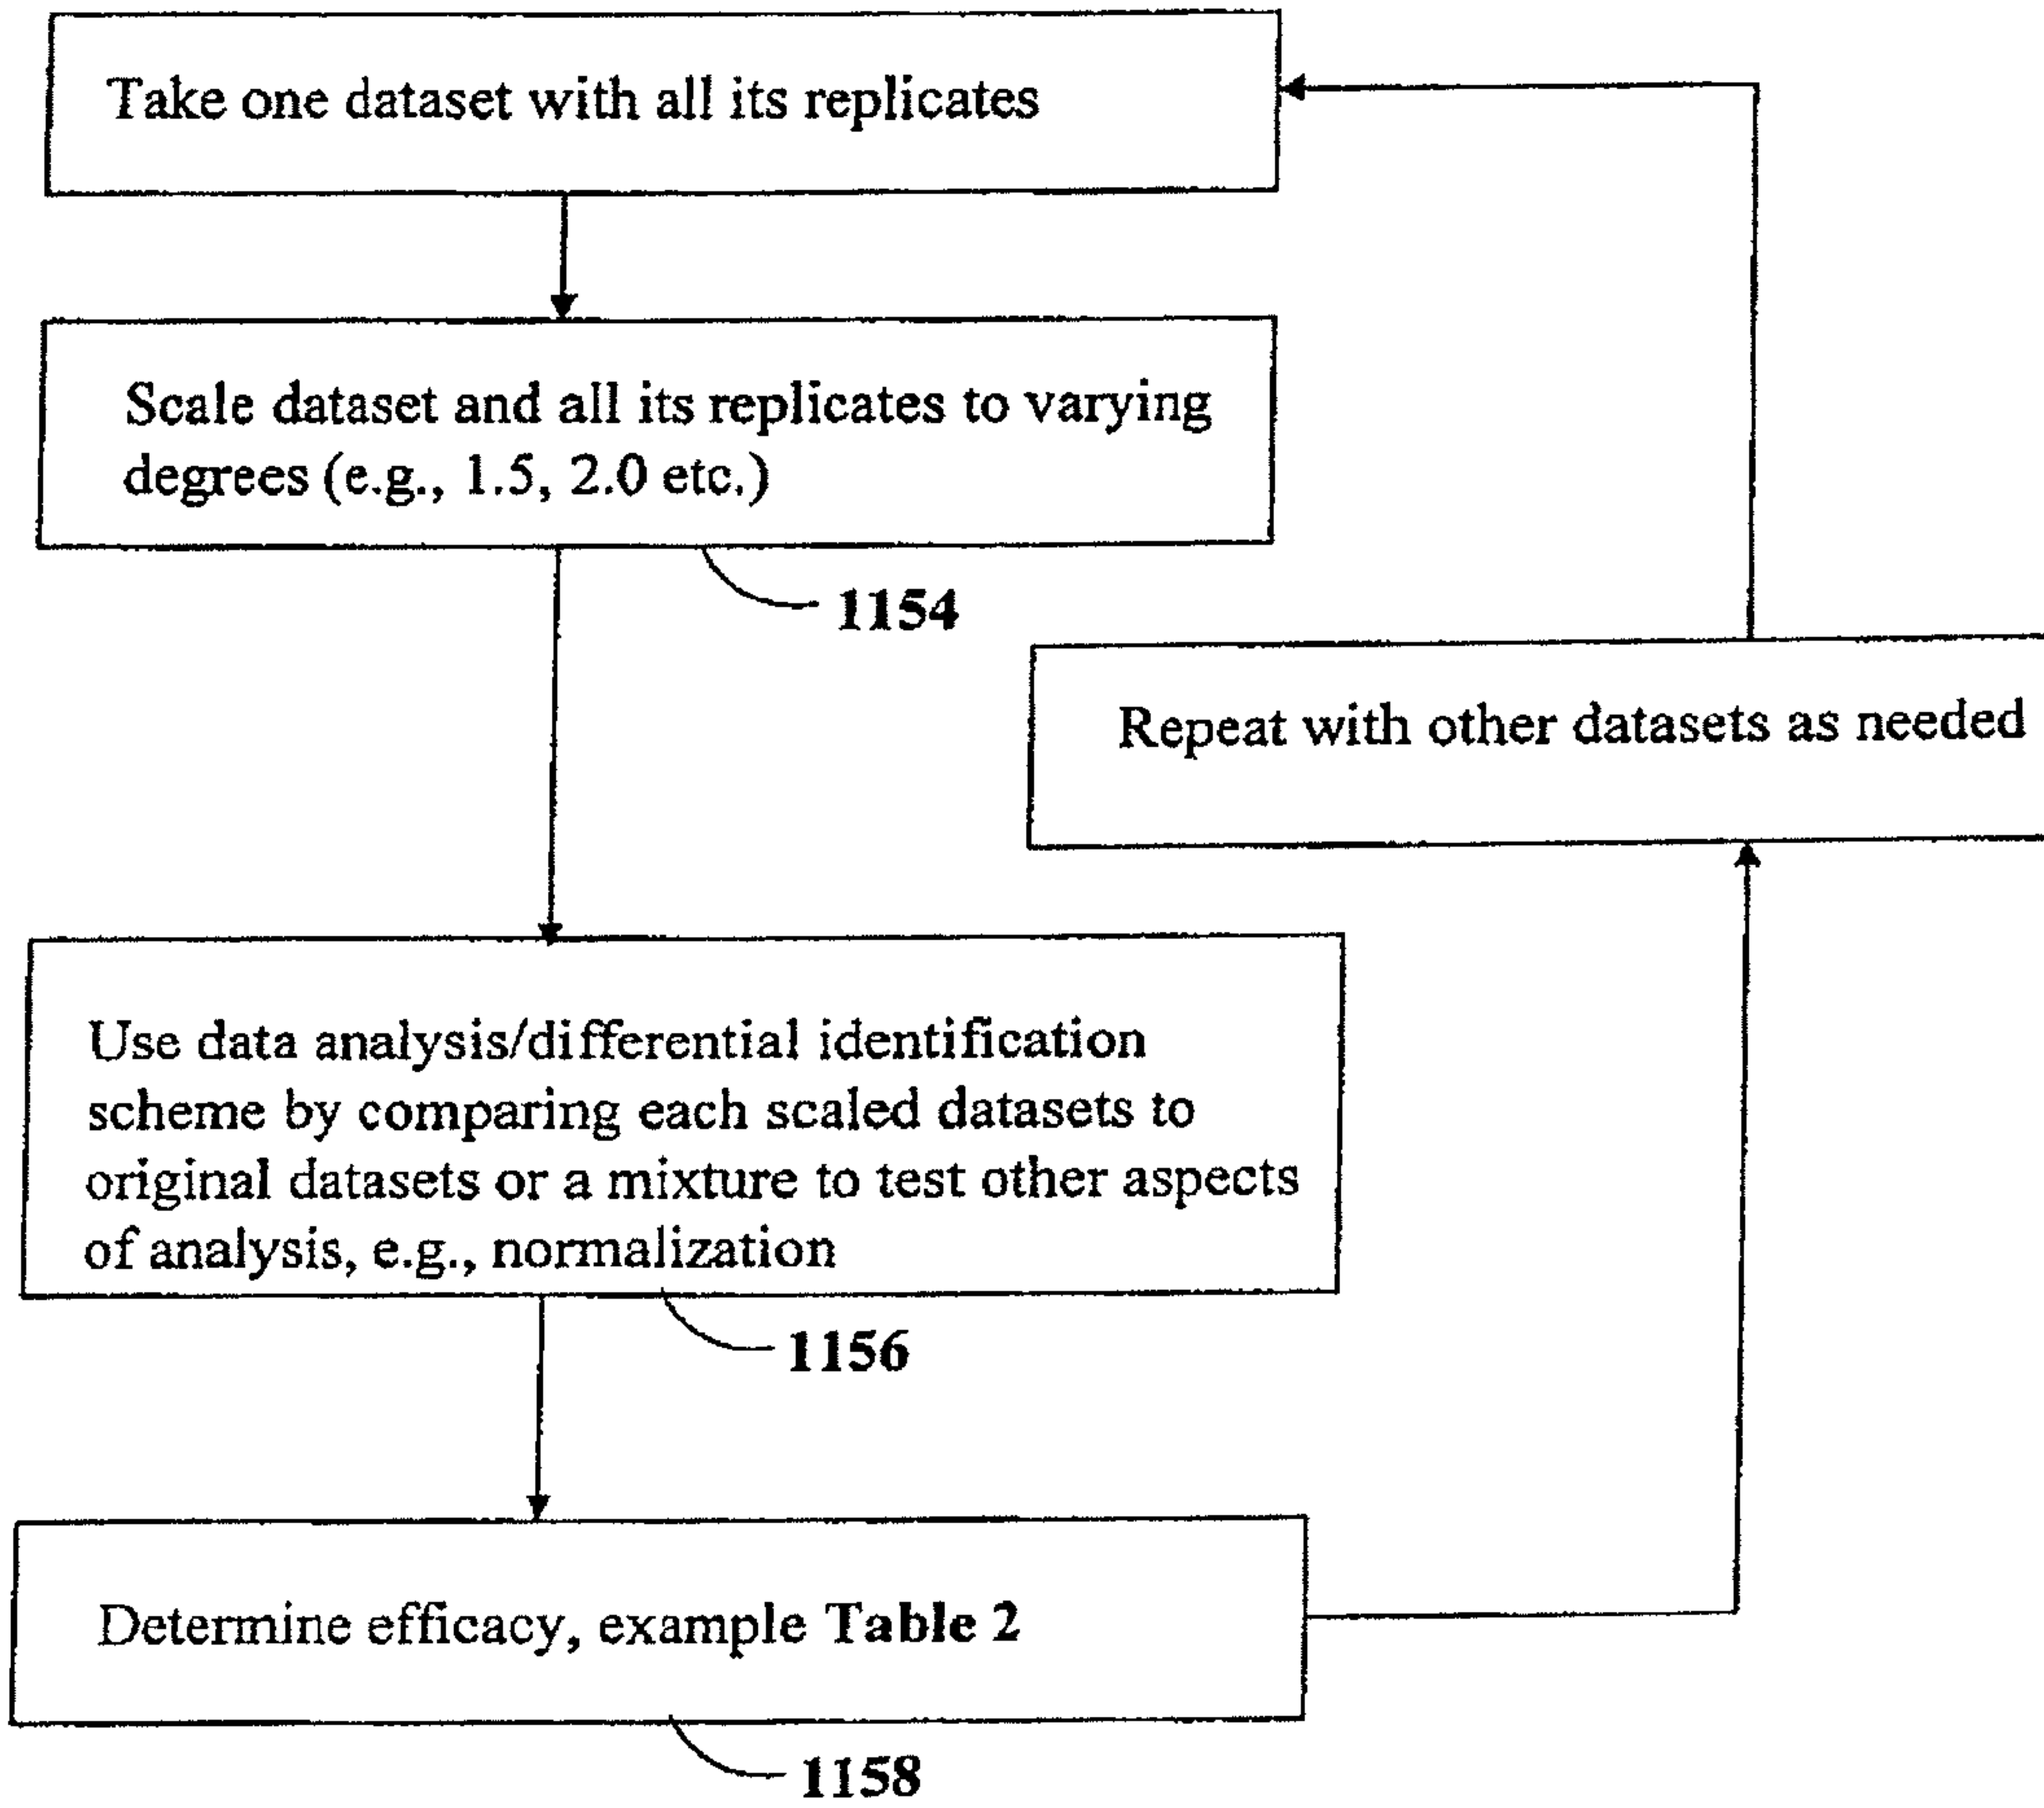 Take one dataset with all its replicates
Scale dataset and all its replicates to varying
degrees (e.g., 1.5, 2.0 etc.)
1154
Repeat with other datasets as needed
Use data analysis/differential identification
scheme by comparing each scaled datasets to
original datasets or a mixture to test other aspects
of analysis, e.g., normalization
1156
Determine efficacy, example Table 2
1158